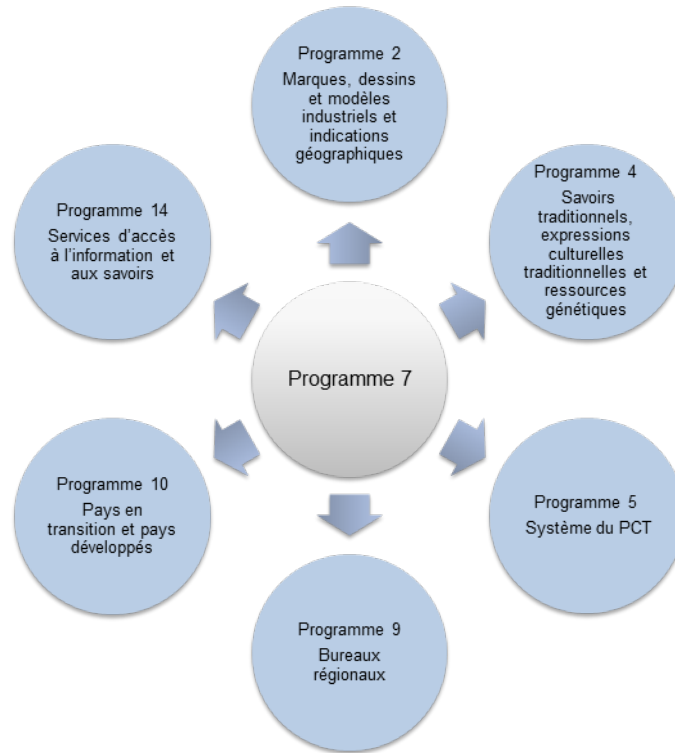 Programme 2
Marques, dessins
et modèles
industriels et
indications
géographiques
Programme 4
Savoirs
traditionnels,
expressions
culturelles
traditionnelles et
ressources
génétiques
Programme 14
Services d'accès
à l'information et
aux savoirs
Programme 7
Programme 10
Pays en
transition et pays
développés
Programme 5
Système du PCT
Programme 9
Bureaux
régionaux